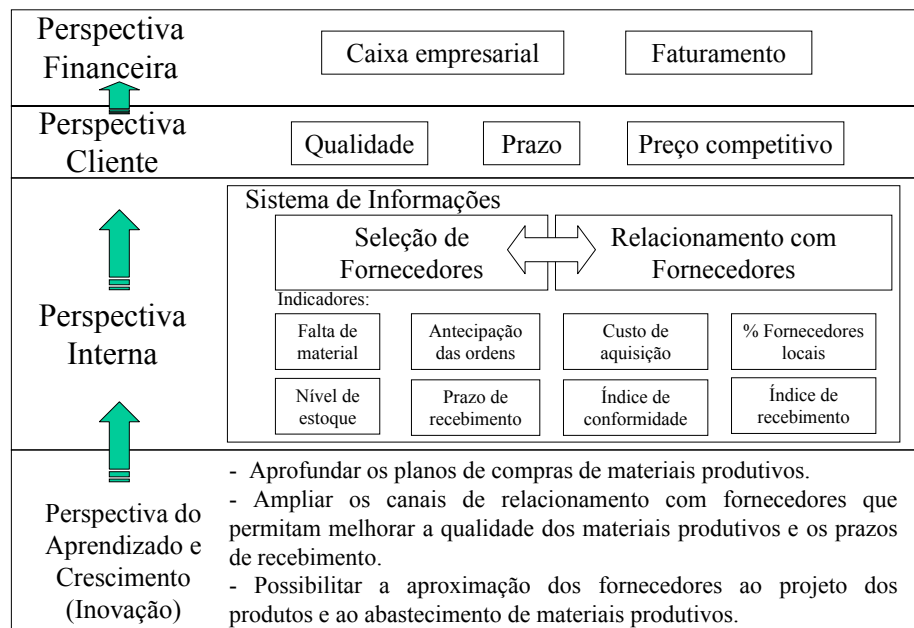 Perspectiva
Financeira
Caixa empresarial
Faturamento
Perspectiva
Cliente
Qualidade
Prazo
Preço competitivo
Perspectiva
Interna
Sistema de Informações
Seleção de
Fornecedores
Relacionamento com
Fornecedores
Indicadores:
Falta de
material
Antecipação
das ordens
Custo de
aquisição
% Fornecedores
locais
Nível de
estoque
Prazo de
recebimento
Índice de
conformidade
Índice de
recebimento
Perspectiva do
Aprendizado e
Crescimento
(Inovação)
- Aprofundar os planos de compras de materiais produtivos.
- Ampliar os canais de relacionamento com fornecedores que
permitam melhorar a qualidade dos materiais produtivos e os prazos
de recebimento.
- Possibilitar a aproximação dos fornecedores ao projeto dos
produtos e ao abastecimento de materiais produtivos.